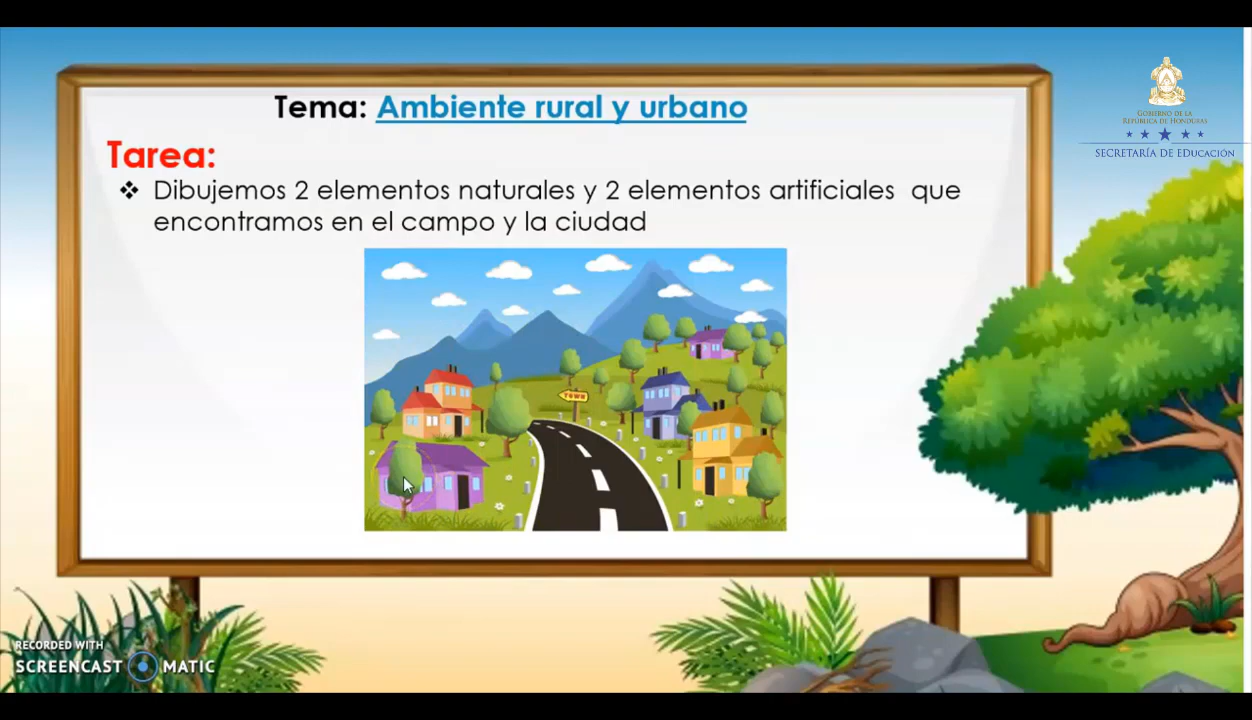 Tema: Ambiente rural y urbano
Tarea:
❖ Dibujemos 2 elementos naturales y 2 elementos artificiales que
encontramos en el campo y la ciudad
TOWN
GOBIERNO DE LA
REPÚBLICA DE HONDURAS
SECRETARÍA DE EDUCACIÓN
RECORDED WITH
SCREENCAST MATIC